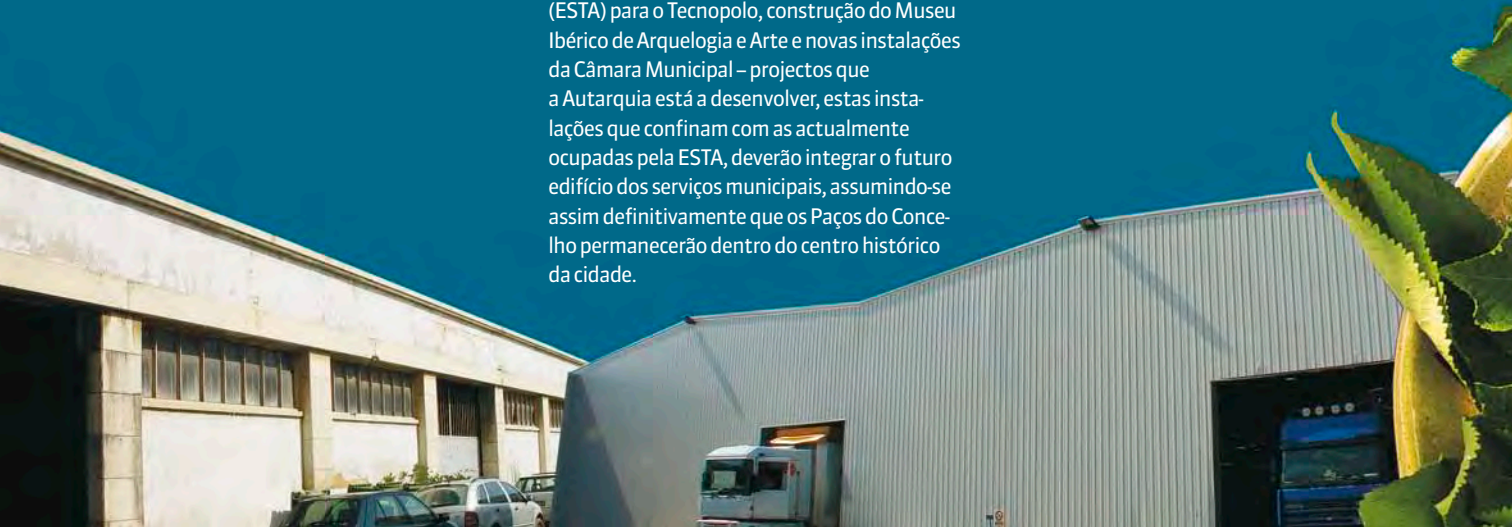 (ESTA) para o Tecnopolo, construção do Museu
Ibérico de Arquelogia e Arte e novas instalações
da Câmara Municipal – projectos que
a Autarquia está a desenvolver, estas insta-
lações que confinam com as actualmente
ocupadas pela ESTA, deverão integrar o futuro
edifício dos serviços municipais, assumindo-se
assim definitivamente que os Paços do Conce-
lho permanecerão dentro do centro histórico
da cidade.